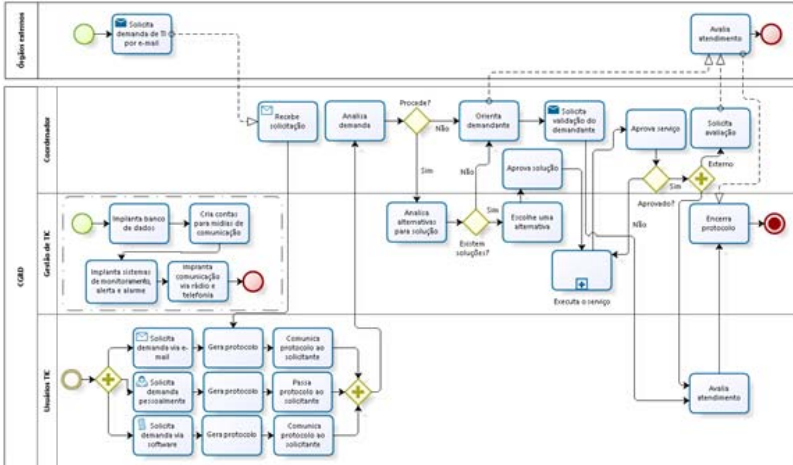 Órgãos externos
Solicita
demanda de TI
por e-mail
Avalia
atendimento
CGRD
Coordenador
Recebe
solicitação
Analisa
demanda
Procede?
Não
Sim
Orienta
demandante
Solicita
validação do
demandante
Aprova serviço
Solicita
avaliação
Externo
Aprova solução
Não
Sim
Aprovado?
Não
Sim
Gestão de TIC
Implanta banco
de dados
Cria contas
para mídias de
comunicação
Implanta sistemas
de monitoramento,
alerta e alarme
Implanta
comunicação
via rádio e
telefonia
Analisa
alternativas
para solução
Existem
soluções?
Escolhe uma
alternativa
Executa o serviço
Encerra
protocolo
Usuários TIC
Solicita
demanda via e-
mail
Gera protocolo
Comunica
protocolo ao
solicitante
Solicita
demanda
pessoalmente
Gera protocolo
Passa
protocolo ao
solicitante
Solicita
demanda via
software
Gera protocolo
Comunica
protocolo ao
solicitante
Avalia
atendimento